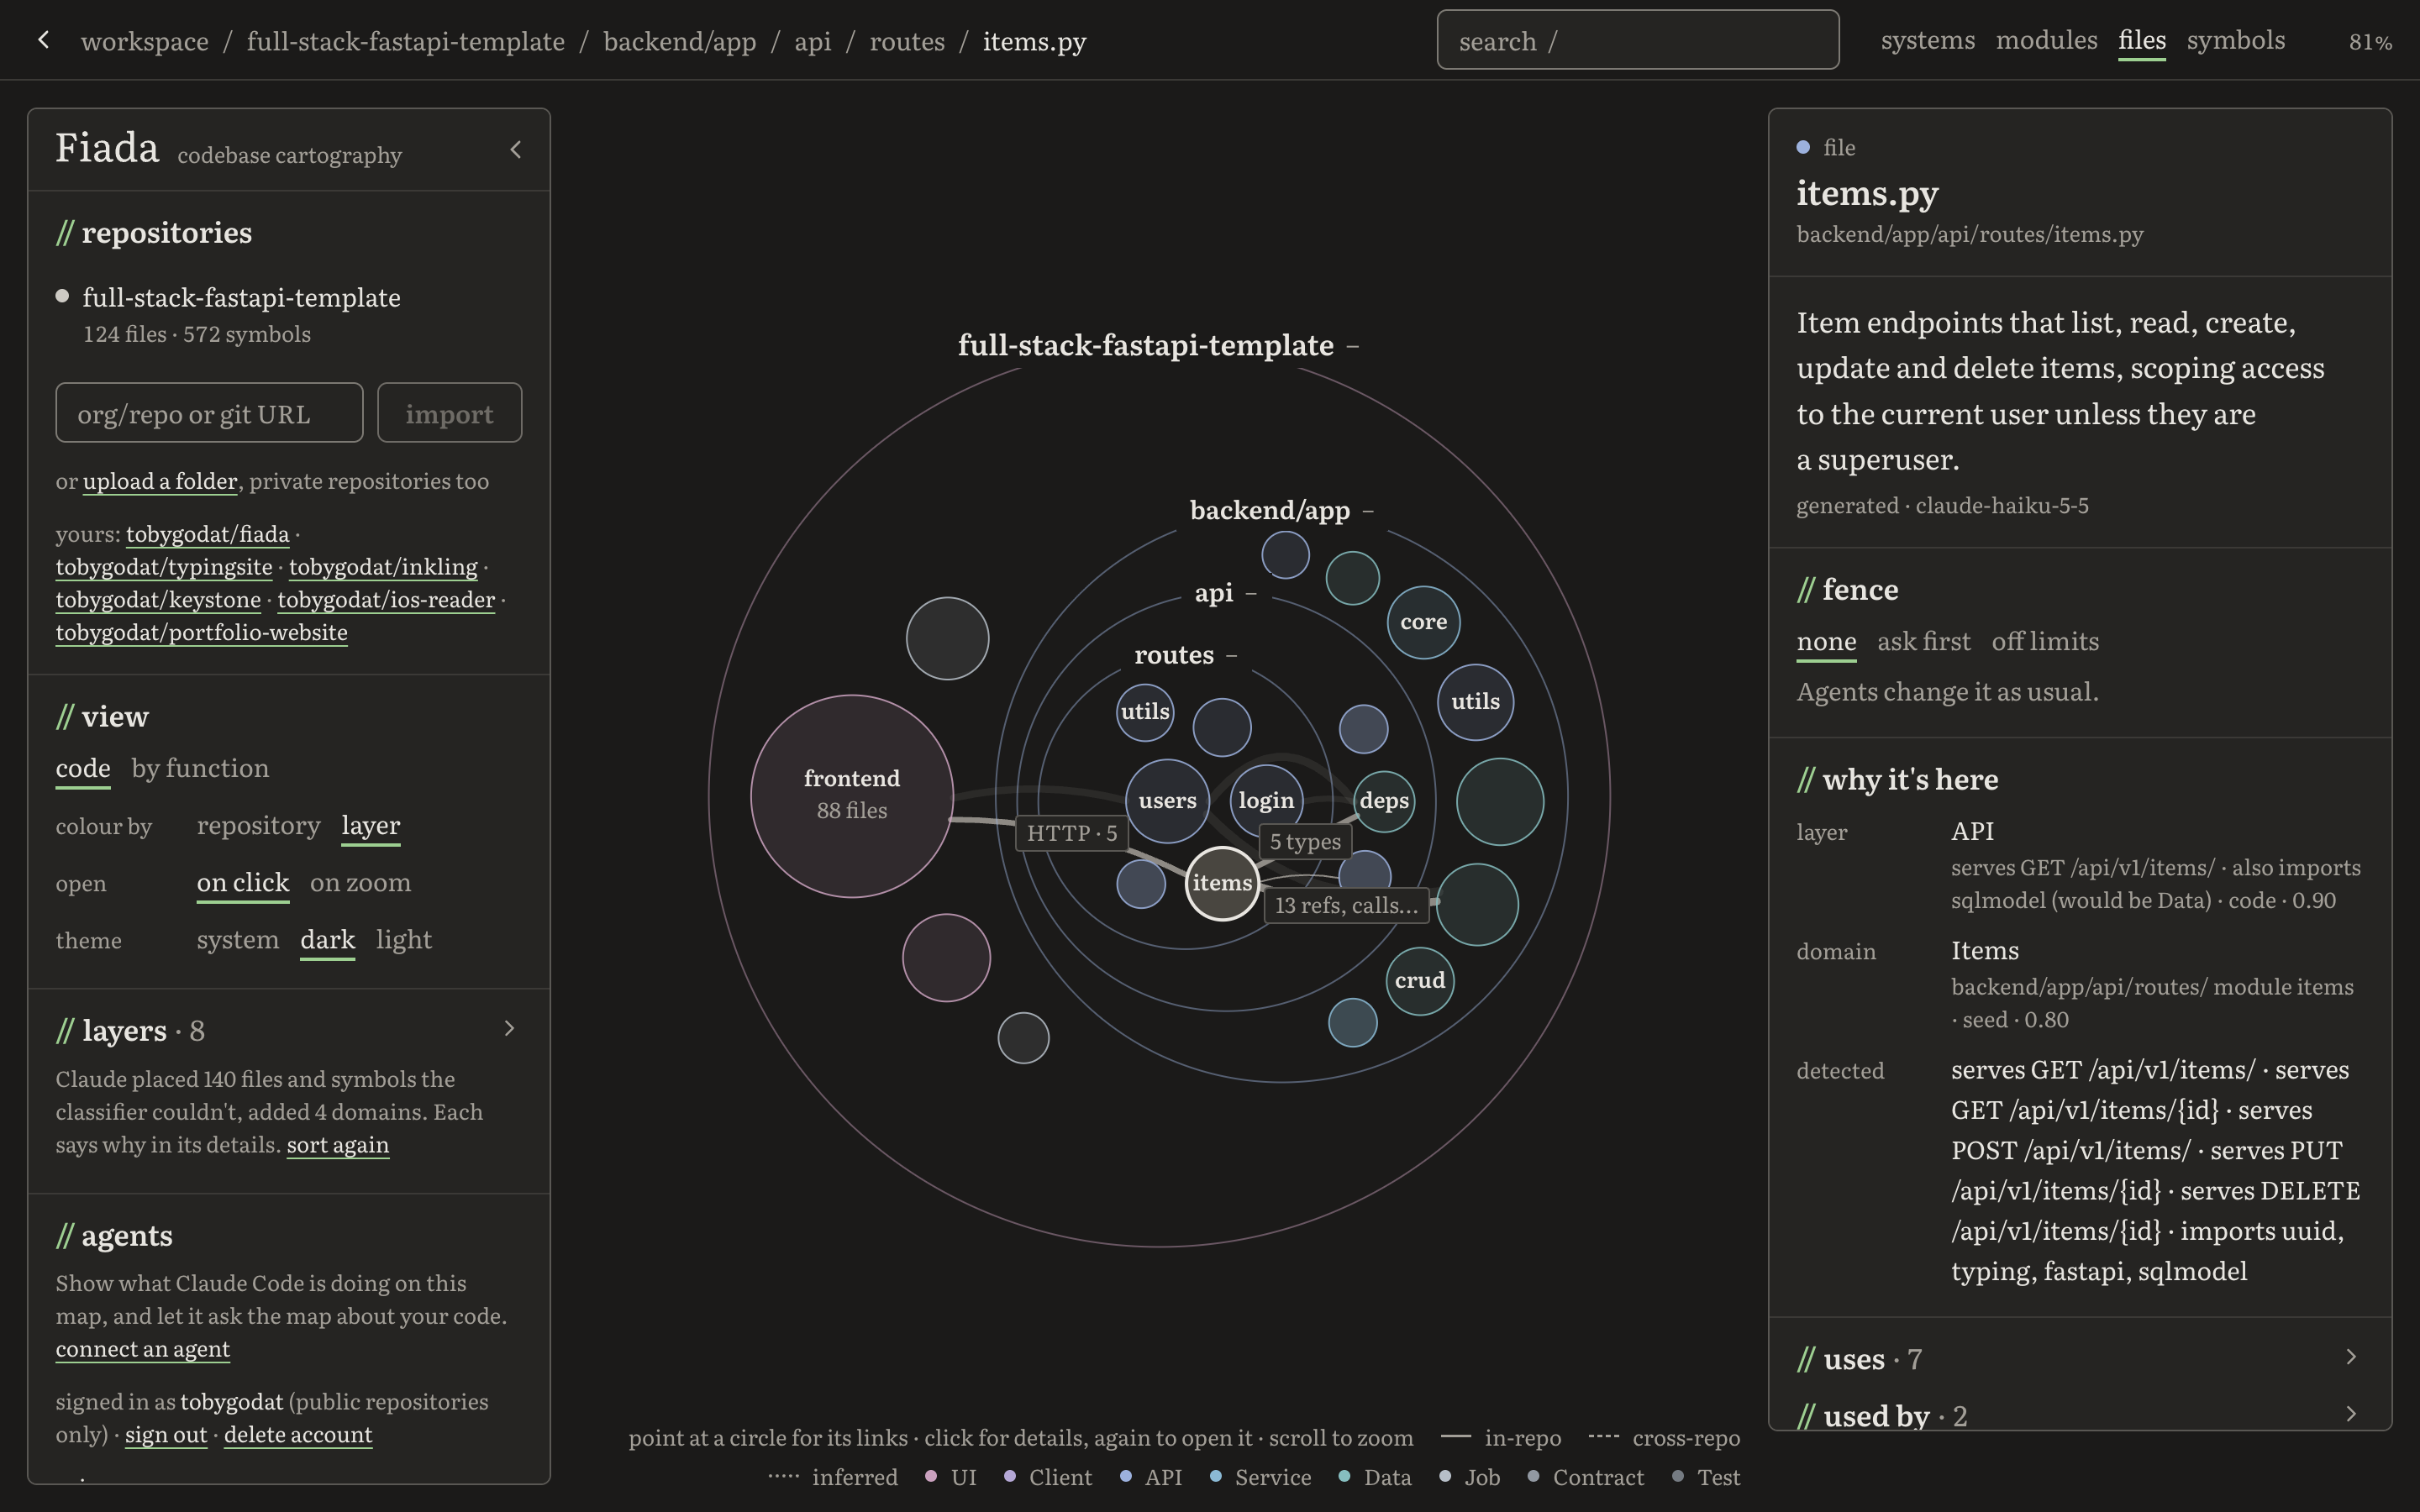 workspace / full-stack-fastapi-template / backend/app / api / routes / items.py
search /
systems modules files symbols 81%
Fiada codebase cartography
// repositories
full-stack-fastapi-template
124 files · 572 symbols
org/repo or git URL
import
or upload a folder, private repositories too
yours: tobygodat/fiada ·
tobygodat/typingsite · tobygodat/inkling ·
tobygodat/keystone · tobygodat/ios-reader ·
tobygodat/portfolio-website
// view
code by function
colour by repository layer
open on click on zoom
theme system dark light
// layers · 8
Claude placed 140 files and symbols the
classifier couldn't, added 4 domains. Each
says why in its details. sort again
// agents
Show what Claude Code is doing on this
map, and let it ask the map about your code.
connect an agent
signed in as tobygodat (public repositories
only) · sign out · delete account
full-stack-fastapi-template –
backend/app –
api –
core
routes –
utils
utils
frontend
88 files
users
login
deps
HTTP · 5
5 types
items
13 refs, calls...
crud
point at a circle for its links · click for details, again to open it · scroll to zoom in-repo cross-repo
inferred UI Client API Service Data Job Contract Test
file
items.py
backend/app/api/routes/items.py
Item endpoints that list, read, create,
update and delete items, scoping access
to the current user unless they are
a superuser.
generated · claude-haiku-5-5
// fence
none ask first off limits
Agents change it as usual.
// why it's here
layer API
serves GET /api/v1/items/ · also imports
sqlmodel (would be Data) · code · 0.90
domain Items
backend/app/api/routes/ module items
· seed · 0.80
detected serves GET /api/v1/items/ · serves
GET /api/v1/items/{id} · serves
POST /api/v1/items/ · serves PUT
/api/v1/items/{id} · serves DELETE
/api/v1/items/{id} · imports uuid,
typing, fastapi, sqlmodel
// uses · 7
// used by · 2